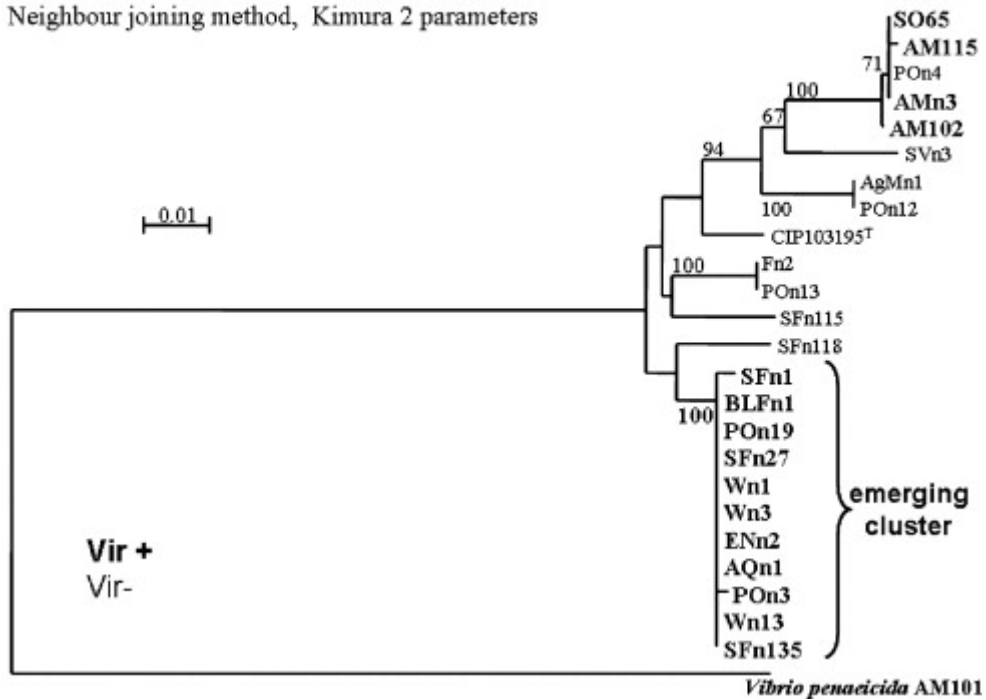 Neighbour joining method, Kimura 2 parameters
SO65
AM115
71
POn4
100
AMn3
67
AM102
94
SVn3
AgMn1
0.01
100
POn12
CIP103195ᵀ
100
Fn2
POn13
SFn115
SFn118
SFn1
100
BLFn1
POn19
SFn27
Wn1
emerging
Wn3
cluster
ENn2
Vir +
AQn1
Vir-
POn3
Wn13
SFn135
Vibrio penaeicida AM101